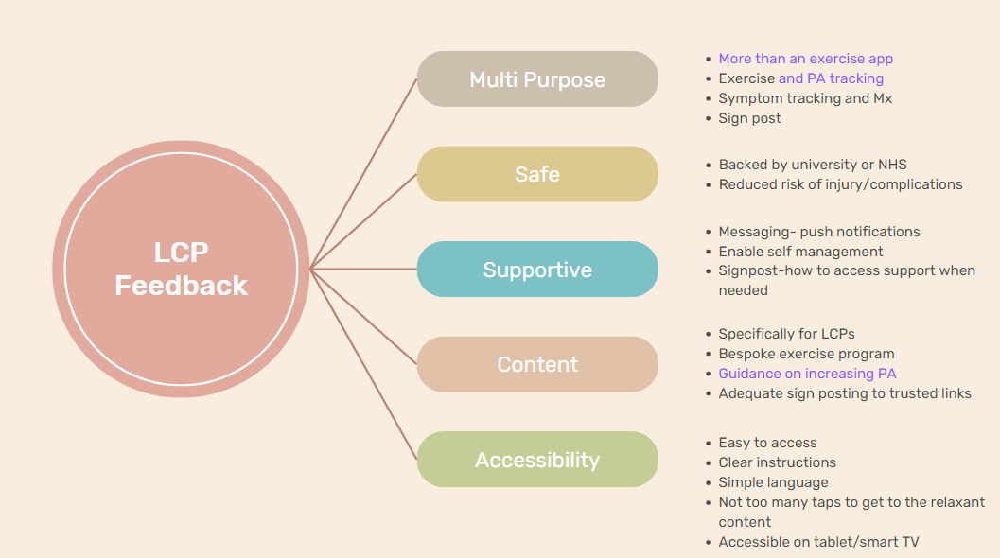 LCP
Feedback
Multi Purpose
• More than an exercise app
• Exercise and PA tracking
• Symptom tracking and Mx
• Sign post
Safe
• Backed by university or NHS
• Reduced risk of injury/complications
Supportive
• Messaging- push notifications
• Enable self management
• Signpost-how to access support when
needed
Content
• Specifically for LCPs
• Bespoke exercise program
• Guidance on increasing PA
• Adequate sign posting to trusted links
Accessibility
• Easy to access
• Clear instructions
• Simple language
• Not too many taps to get to the relaxant
content
• Accessible on tablet/smart TV